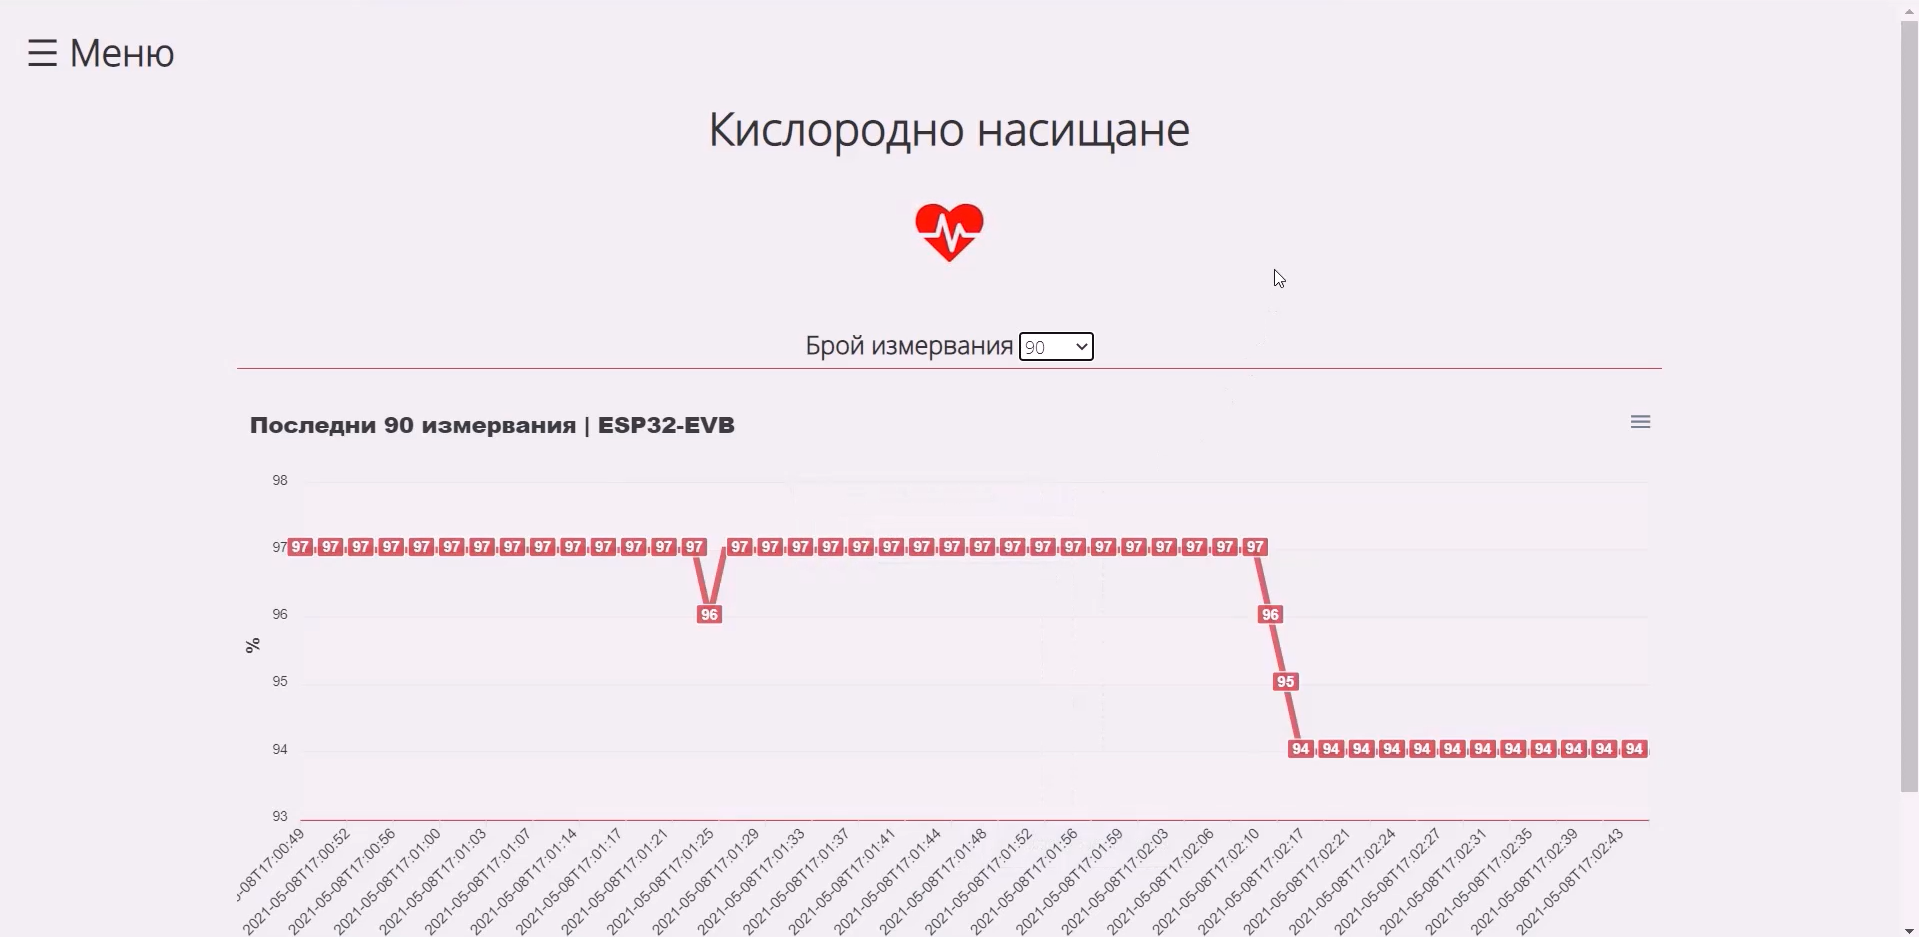 ☰ Меню
Кислородно насищане
Брой измервания 90
Последни 90 измервания | ESP32-EVB
98
97 97 97 97 97 97 97 97 97 97 97 97 97 97 97 97 97 97 97 97 97 97 97 97 97 97 97 97 97 97 97 97 97
96 96 96
%
95 95
94 94 94 94 94 94 94 94 94 94 94 94 94
93
-08T17:00:49
2021-05-08T17:00:52
2021-05-08T17:00:56
2021-05-08T17:01:00
2021-05-08T17:01:03
2021-05-08T17:01:07
2021-05-08T17:01:14
2021-05-08T17:01:17
2021-05-08T17:01:21
2021-05-08T17:01:25
2021-05-08T17:01:29
2021-05-08T17:01:33
2021-05-08T17:01:37
2021-05-08T17:01:41
2021-05-08T17:01:44
2021-05-08T17:01:48
2021-05-08T17:01:52
2021-05-08T17:01:56
2021-05-08T17:01:59
2021-05-08T17:02:03
2021-05-08T17:02:06
2021-05-08T17:02:10
2021-05-08T17:02:17
2021-05-08T17:02:21
2021-05-08T17:02:24
2021-05-08T17:02:27
2021-05-08T17:02:31
2021-05-08T17:02:35
2021-05-08T17:02:39
2021-05-08T17:02:43